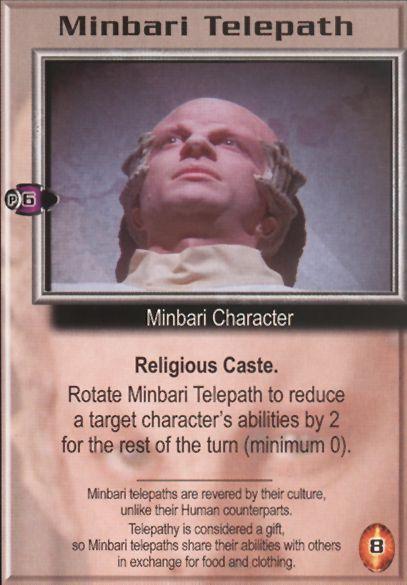 Minbari Telepath
P 6
Minbari Character
Religious Caste.
Rotate Minbari Telepath to reduce
a target character's abilities by 2
for the rest of the turn (minimum 0).
Minbari telepaths are revered by their culture,
unlike their Human counterparts.
Telepathy is considered a gift,
so Minbari telepaths share their abilities with others
in exchange for food and clothing.
8